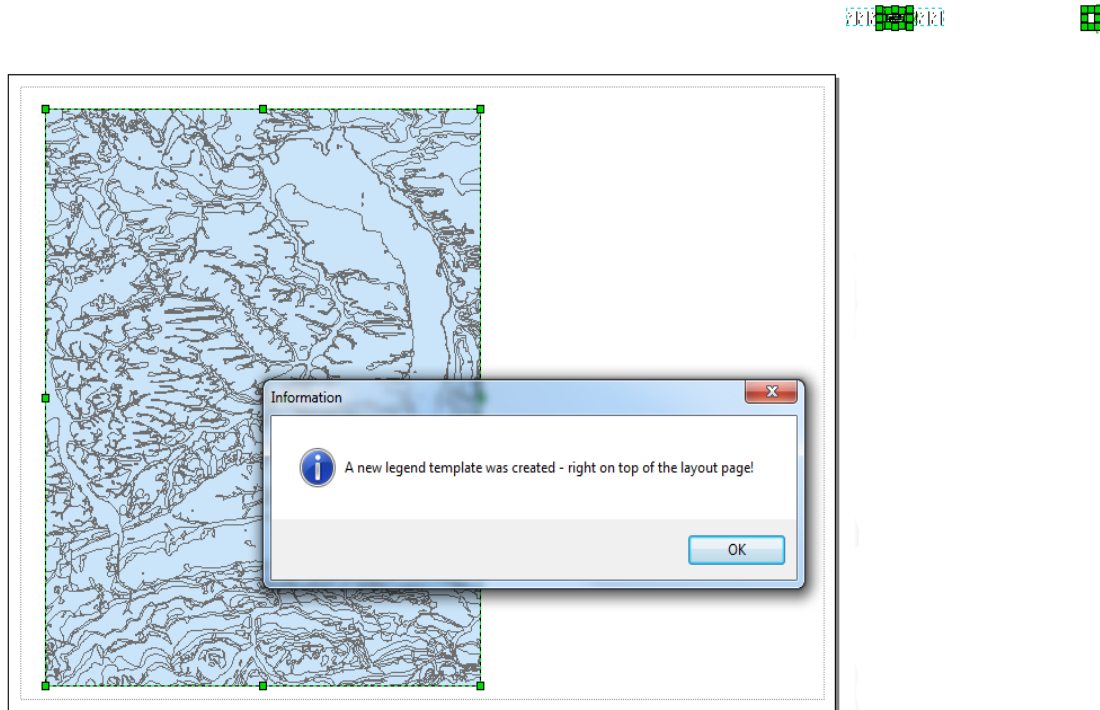 Information
A new legend template was created - right on top of the layout page!
OK